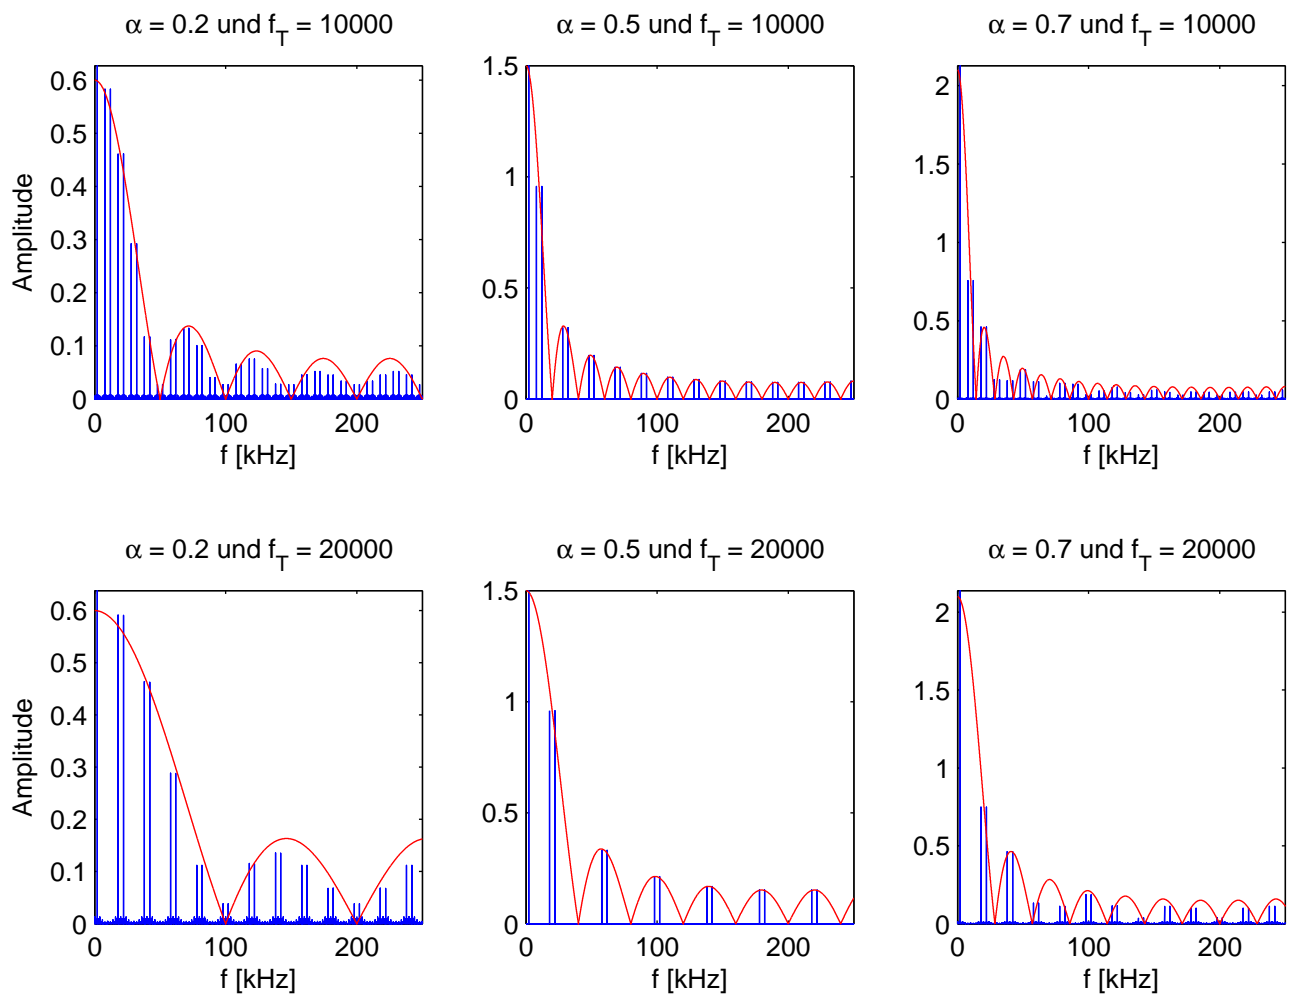 α = 0.2 und f_T = 10000
0.6
0.5
0.4
0.3
0.2
0.1
0
Amplitude
0 100 200
f [kHz]
α = 0.5 und f_T = 10000
1.5
1
0.5
0
0 100 200
f [kHz]
α = 0.7 und f_T = 10000
2
1.5
1
0.5
0
0 100 200
f [kHz]
α = 0.2 und f_T = 20000
0.6
0.5
0.4
0.3
0.2
0.1
0
Amplitude
0 100 200
f [kHz]
α = 0.5 und f_T = 20000
1.5
1
0.5
0
0 100 200
f [kHz]
α = 0.7 und f_T = 20000
2
1.5
1
0.5
0
0 100 200
f [kHz]